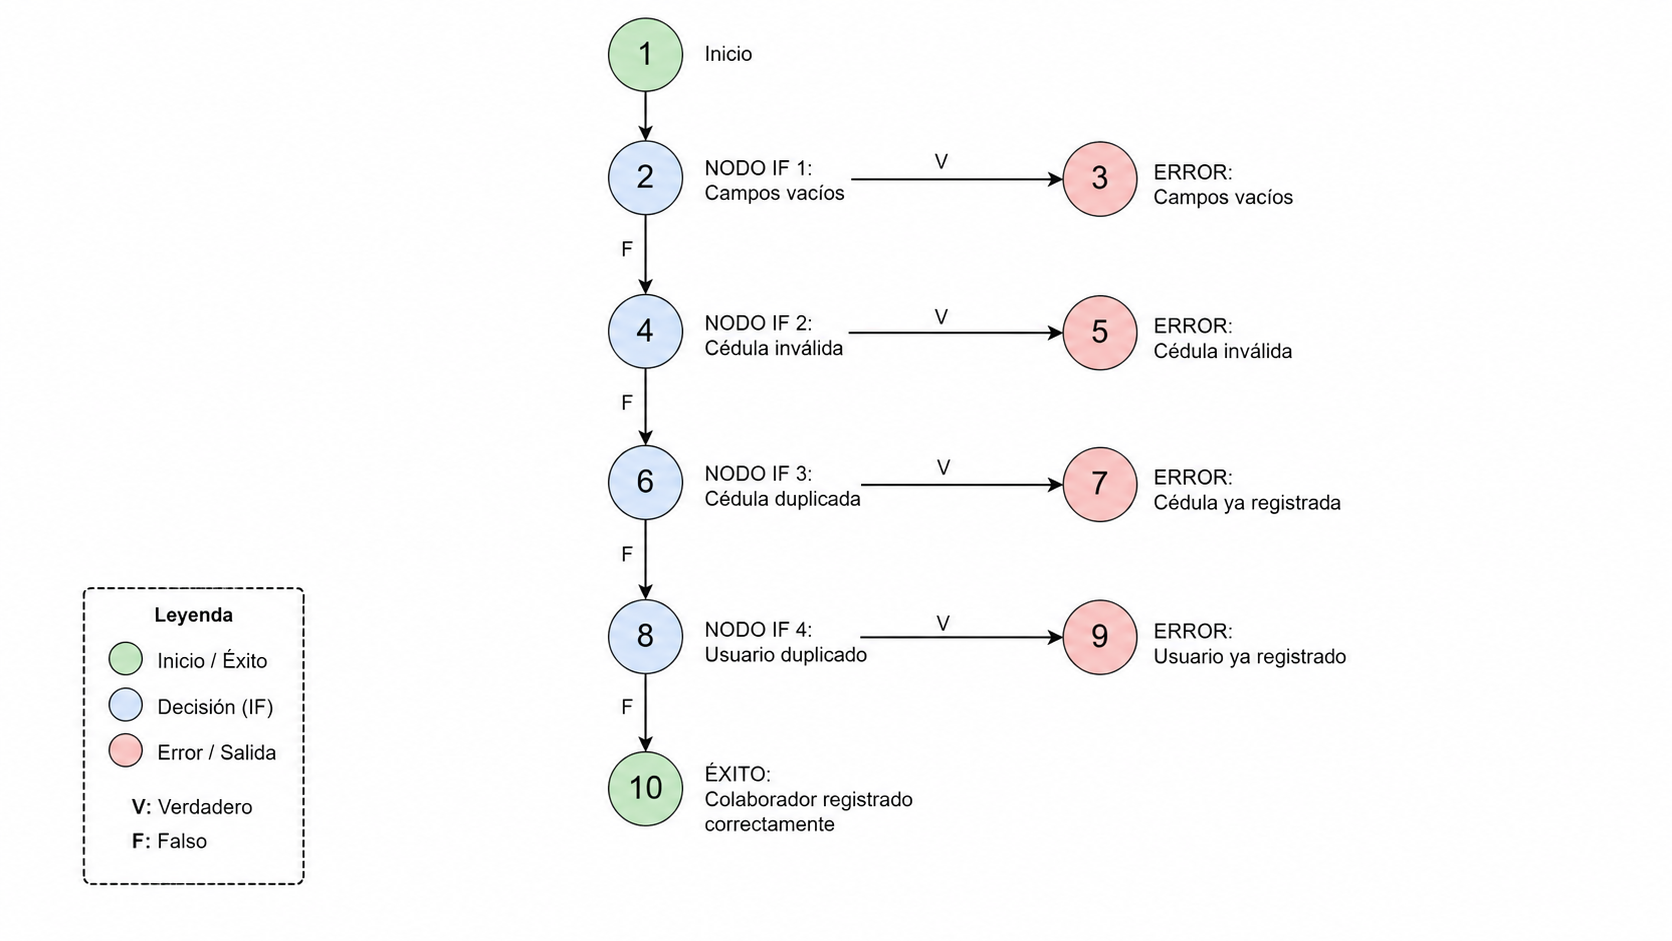 1
Inicio
2
NODO IF 1:
Campos vacíos
V
3
ERROR:
Campos vacíos
F
4
NODO IF 2:
Cédula inválida
V
5
ERROR:
Cédula inválida
F
6
NODO IF 3:
Cédula duplicada
V
7
ERROR:
Cédula ya registrada
F
8
NODO IF 4:
Usuario duplicado
V
9
ERROR:
Usuario ya registrado
F
10
ÉXITO:
Colaborador registrado
correctamente
Leyenda
Inicio / Éxito
Decisión (IF)
Error / Salida
V: Verdadero
F: Falso